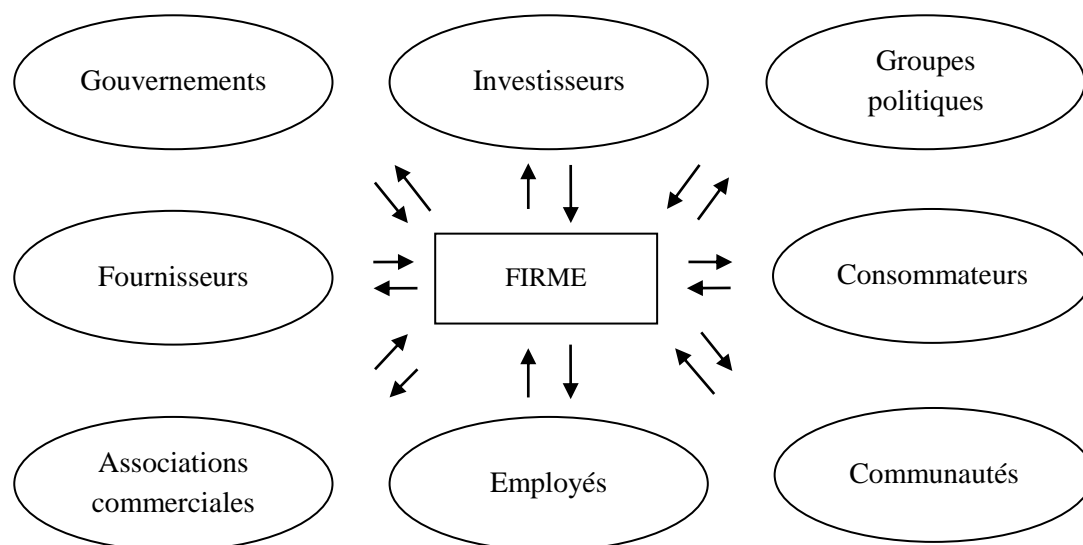 Gouvernements
Investisseurs
Groupes
politiques
Fournisseurs
FIRME
Consommateurs
Associations
commerciales
Employés
Communautés